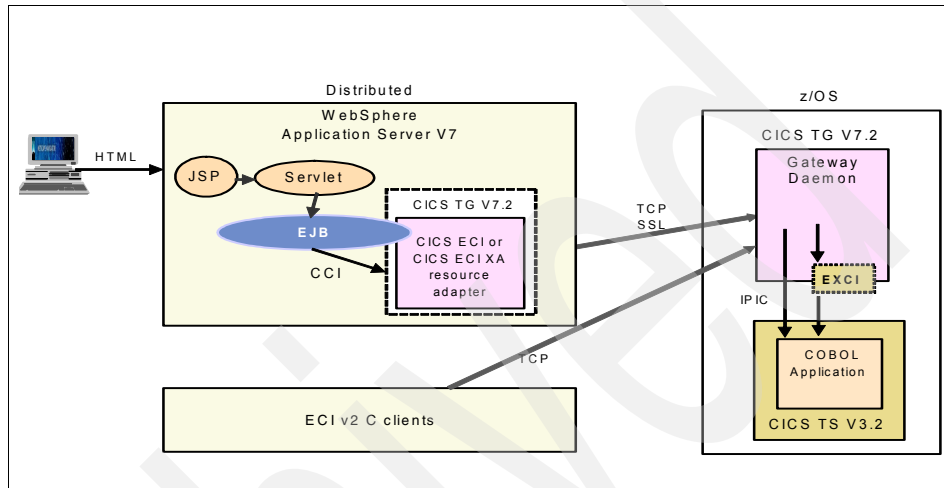 Distributed
WebSphere
Application Server V7
HTML
JSP
Servlet
EJB
CCI
CICS TG V7.2
CICS ECI or
CICS ECI XA
resource
adapter
TCP
SSL
TCP
ECI v2 C clients
z/OS
CICS TG V7.2
Gateway
Daemon
EXCI
IPIC
COBOL
Application
CICS TS V3.2